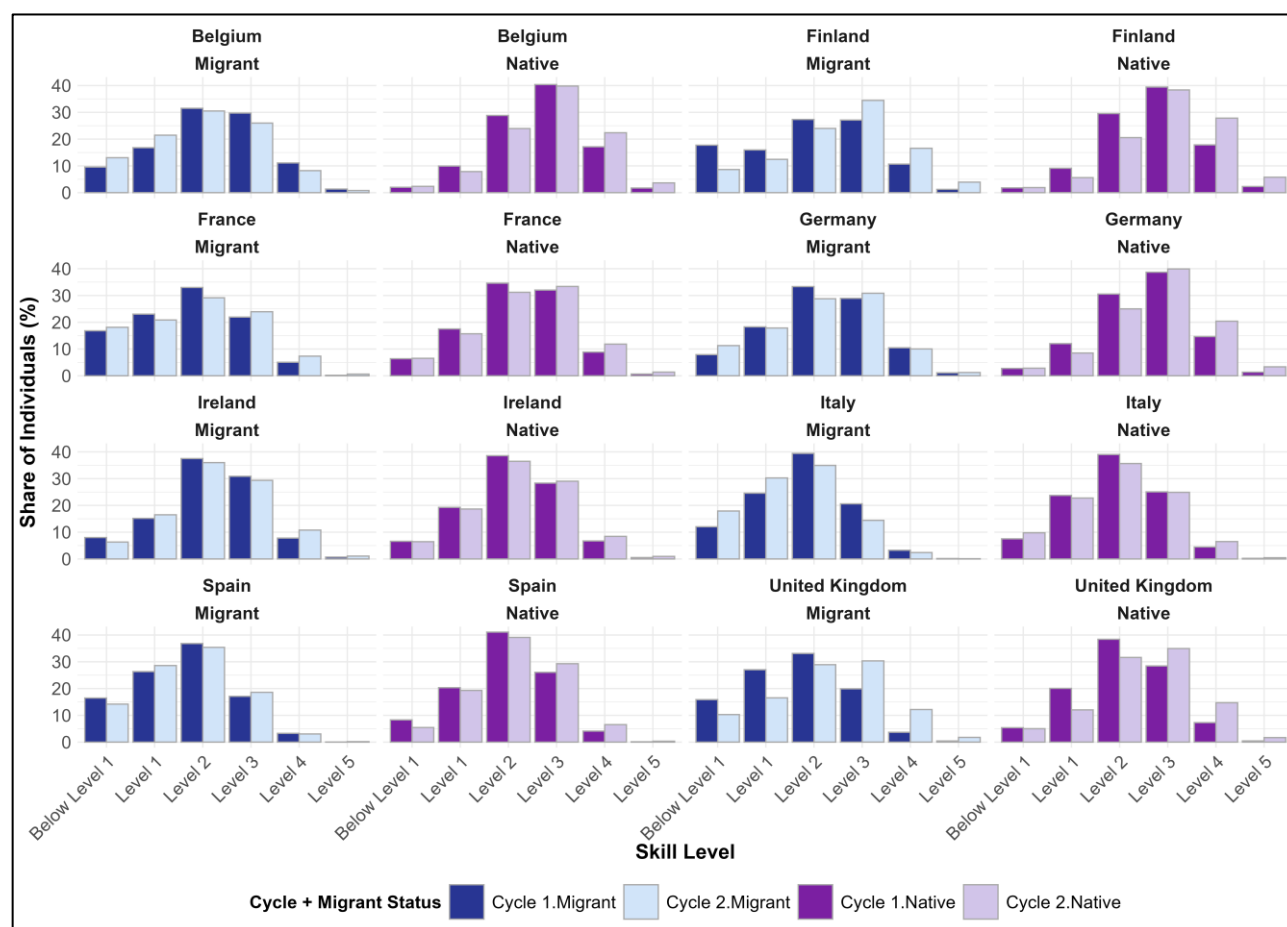 Belgium Belgium Finland Finland
Migrant Native Migrant Native
40
30
20
10
0
France France Germany Germany
Migrant Native Migrant Native
40
30
20
10
0
Ireland Ireland Italy Italy
Migrant Native Migrant Native
40
30
20
10
0
Spain Spain United Kingdom United Kingdom
Migrant Native Migrant Native
40
30
20
10
0
Share of Individuals (%)
Below Level 1 Level 1 Level 2 Level 3 Level 4 Level 5 Below Level 1 Level 1 Level 2 Level 3 Level 4 Level 5 Below Level 1 Level 1 Level 2 Level 3 Level 4 Level 5 Below Level 1 Level 1 Level 2 Level 3 Level 4 Level 5
Skill Level
Cycle + Migrant Status Cycle 1.Migrant Cycle 2.Migrant Cycle 1.Native Cycle 2.Native